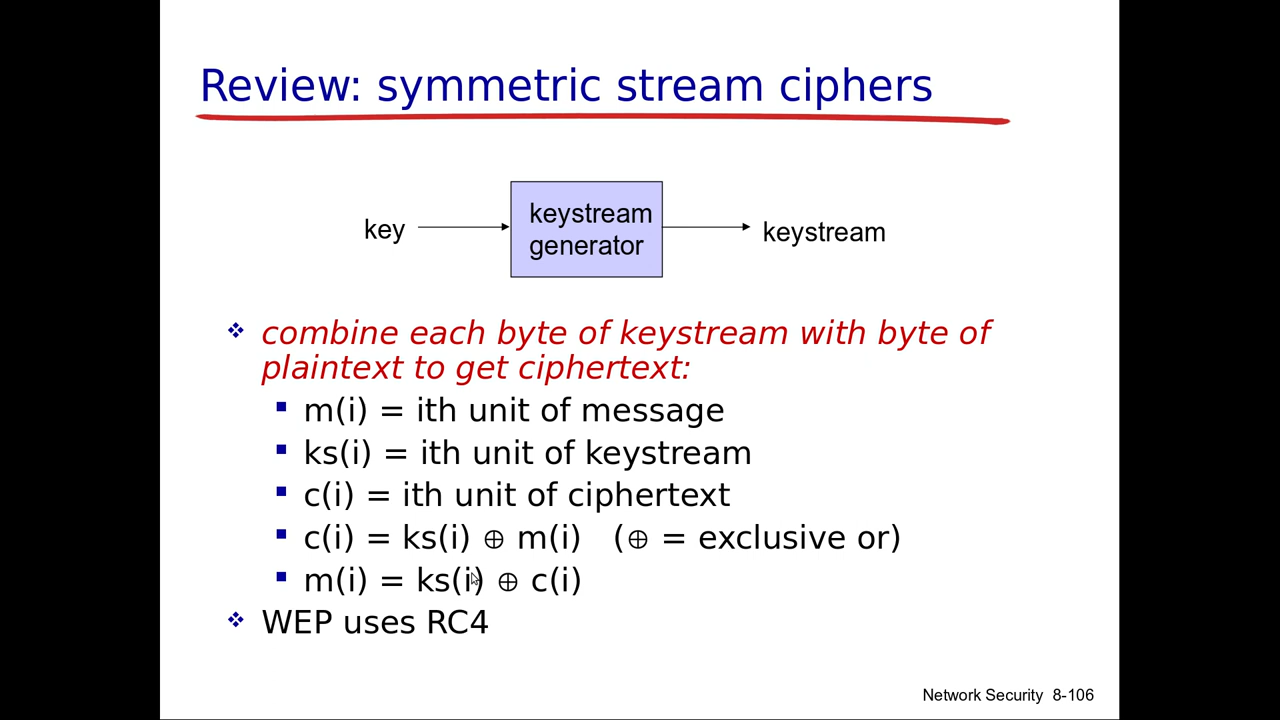 Review: symmetric stream ciphers
key
keystream
generator
keystream
combine each byte of keystream with byte of
plaintext to get ciphertext:
m(i) = ith unit of message
ks(i) = ith unit of keystream
c(i) = ith unit of ciphertext
c(i) = ks(i) ⊕ m(i) (⊕ = exclusive or)
m(i) = ks(i) ⊕ c(i)
WEP uses RC4
Network Security 8-106